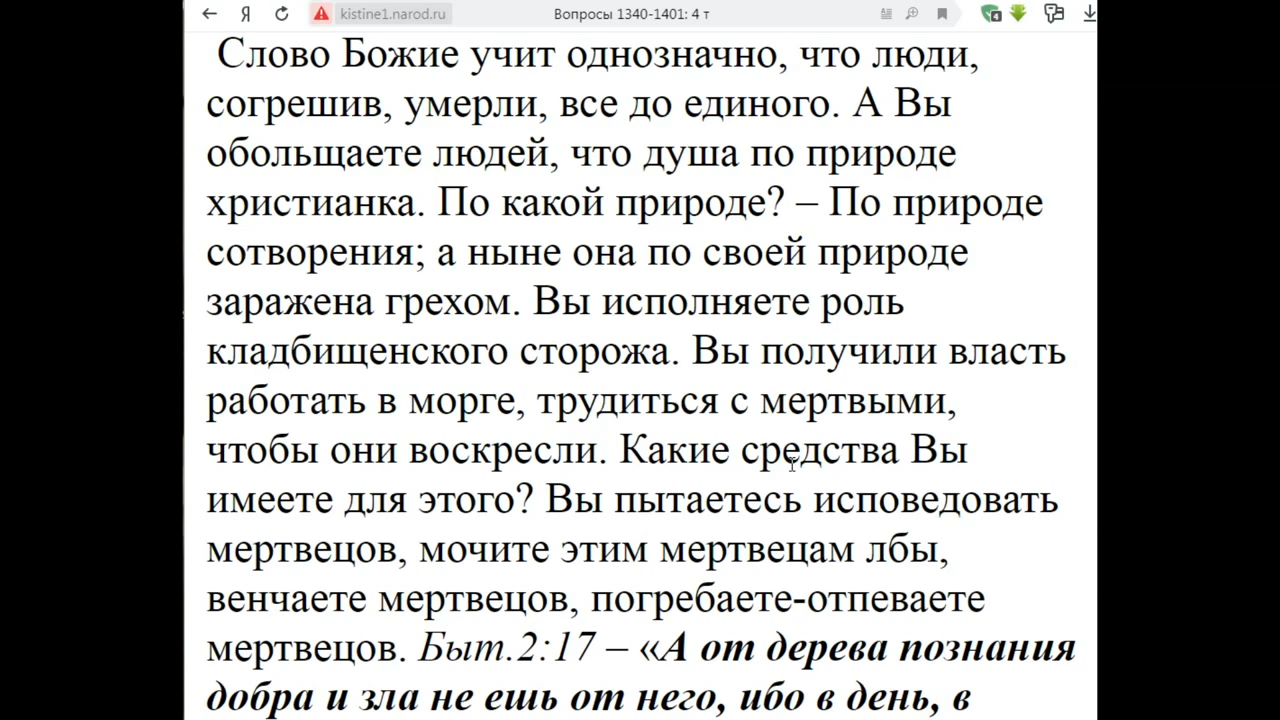 Я
kistine1.narod.ru
Вопросы 1340-1401: 4 т
4
Слово Божие учит однозначно, что люди,
согрешив, умерли, все до единого. А Вы
обольщаете людей, что душа по природе
христианка. По какой природе? – По природе
сотворения; а ныне она по своей природе
заражена грехом. Вы исполняете роль
кладбищенского сторожа. Вы получили власть
работать в морге, трудиться с мертвыми,
чтобы они воскресли. Какие средства Вы
имеете для этого? Вы пытаетесь исповедовать
мертвецов, мочите этим мертвецам лбы,
венчаете мертвецов, погребаете-отпеваете
мертвецов. Быт.2:17 – «А от дерева познания
добра и зла не ешь от него, ибо в день, в